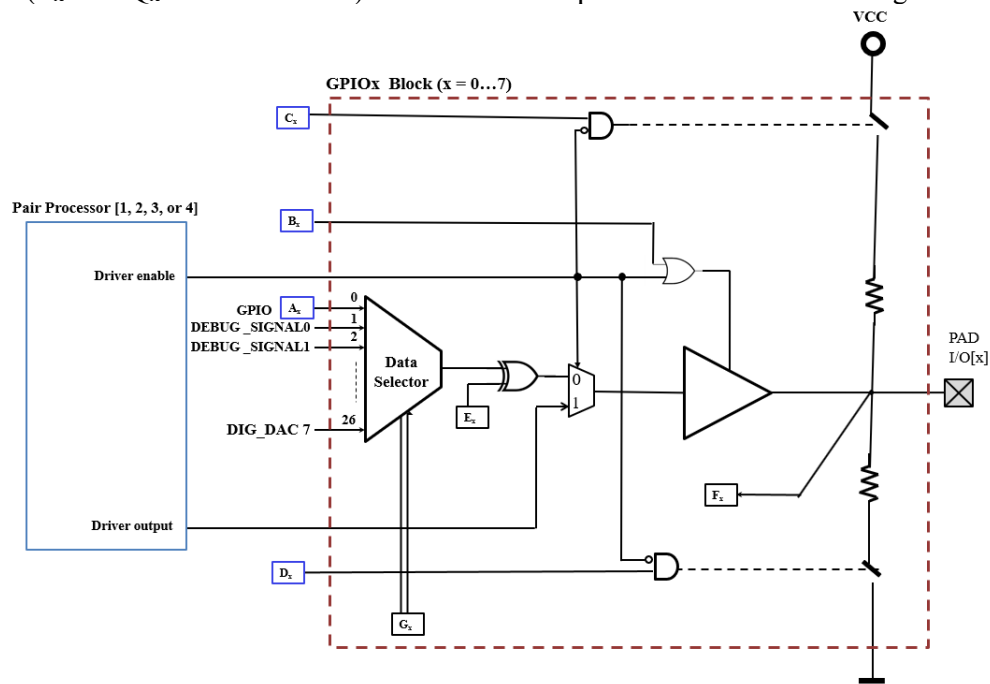 VCC
GPIOx Block (x = 0…7)
Cx
Pair Processor [1, 2, 3, or 4]
Bx
Driver enable
0
GPIO Ax
1
DEBUG_SIGNAL0
2
DEBUG_SIGNAL1
Data
Selector
0
1
PAD
I/O[x]
Ex
26
DIG_DAC 7
Fx
Driver output
Dx
Gx